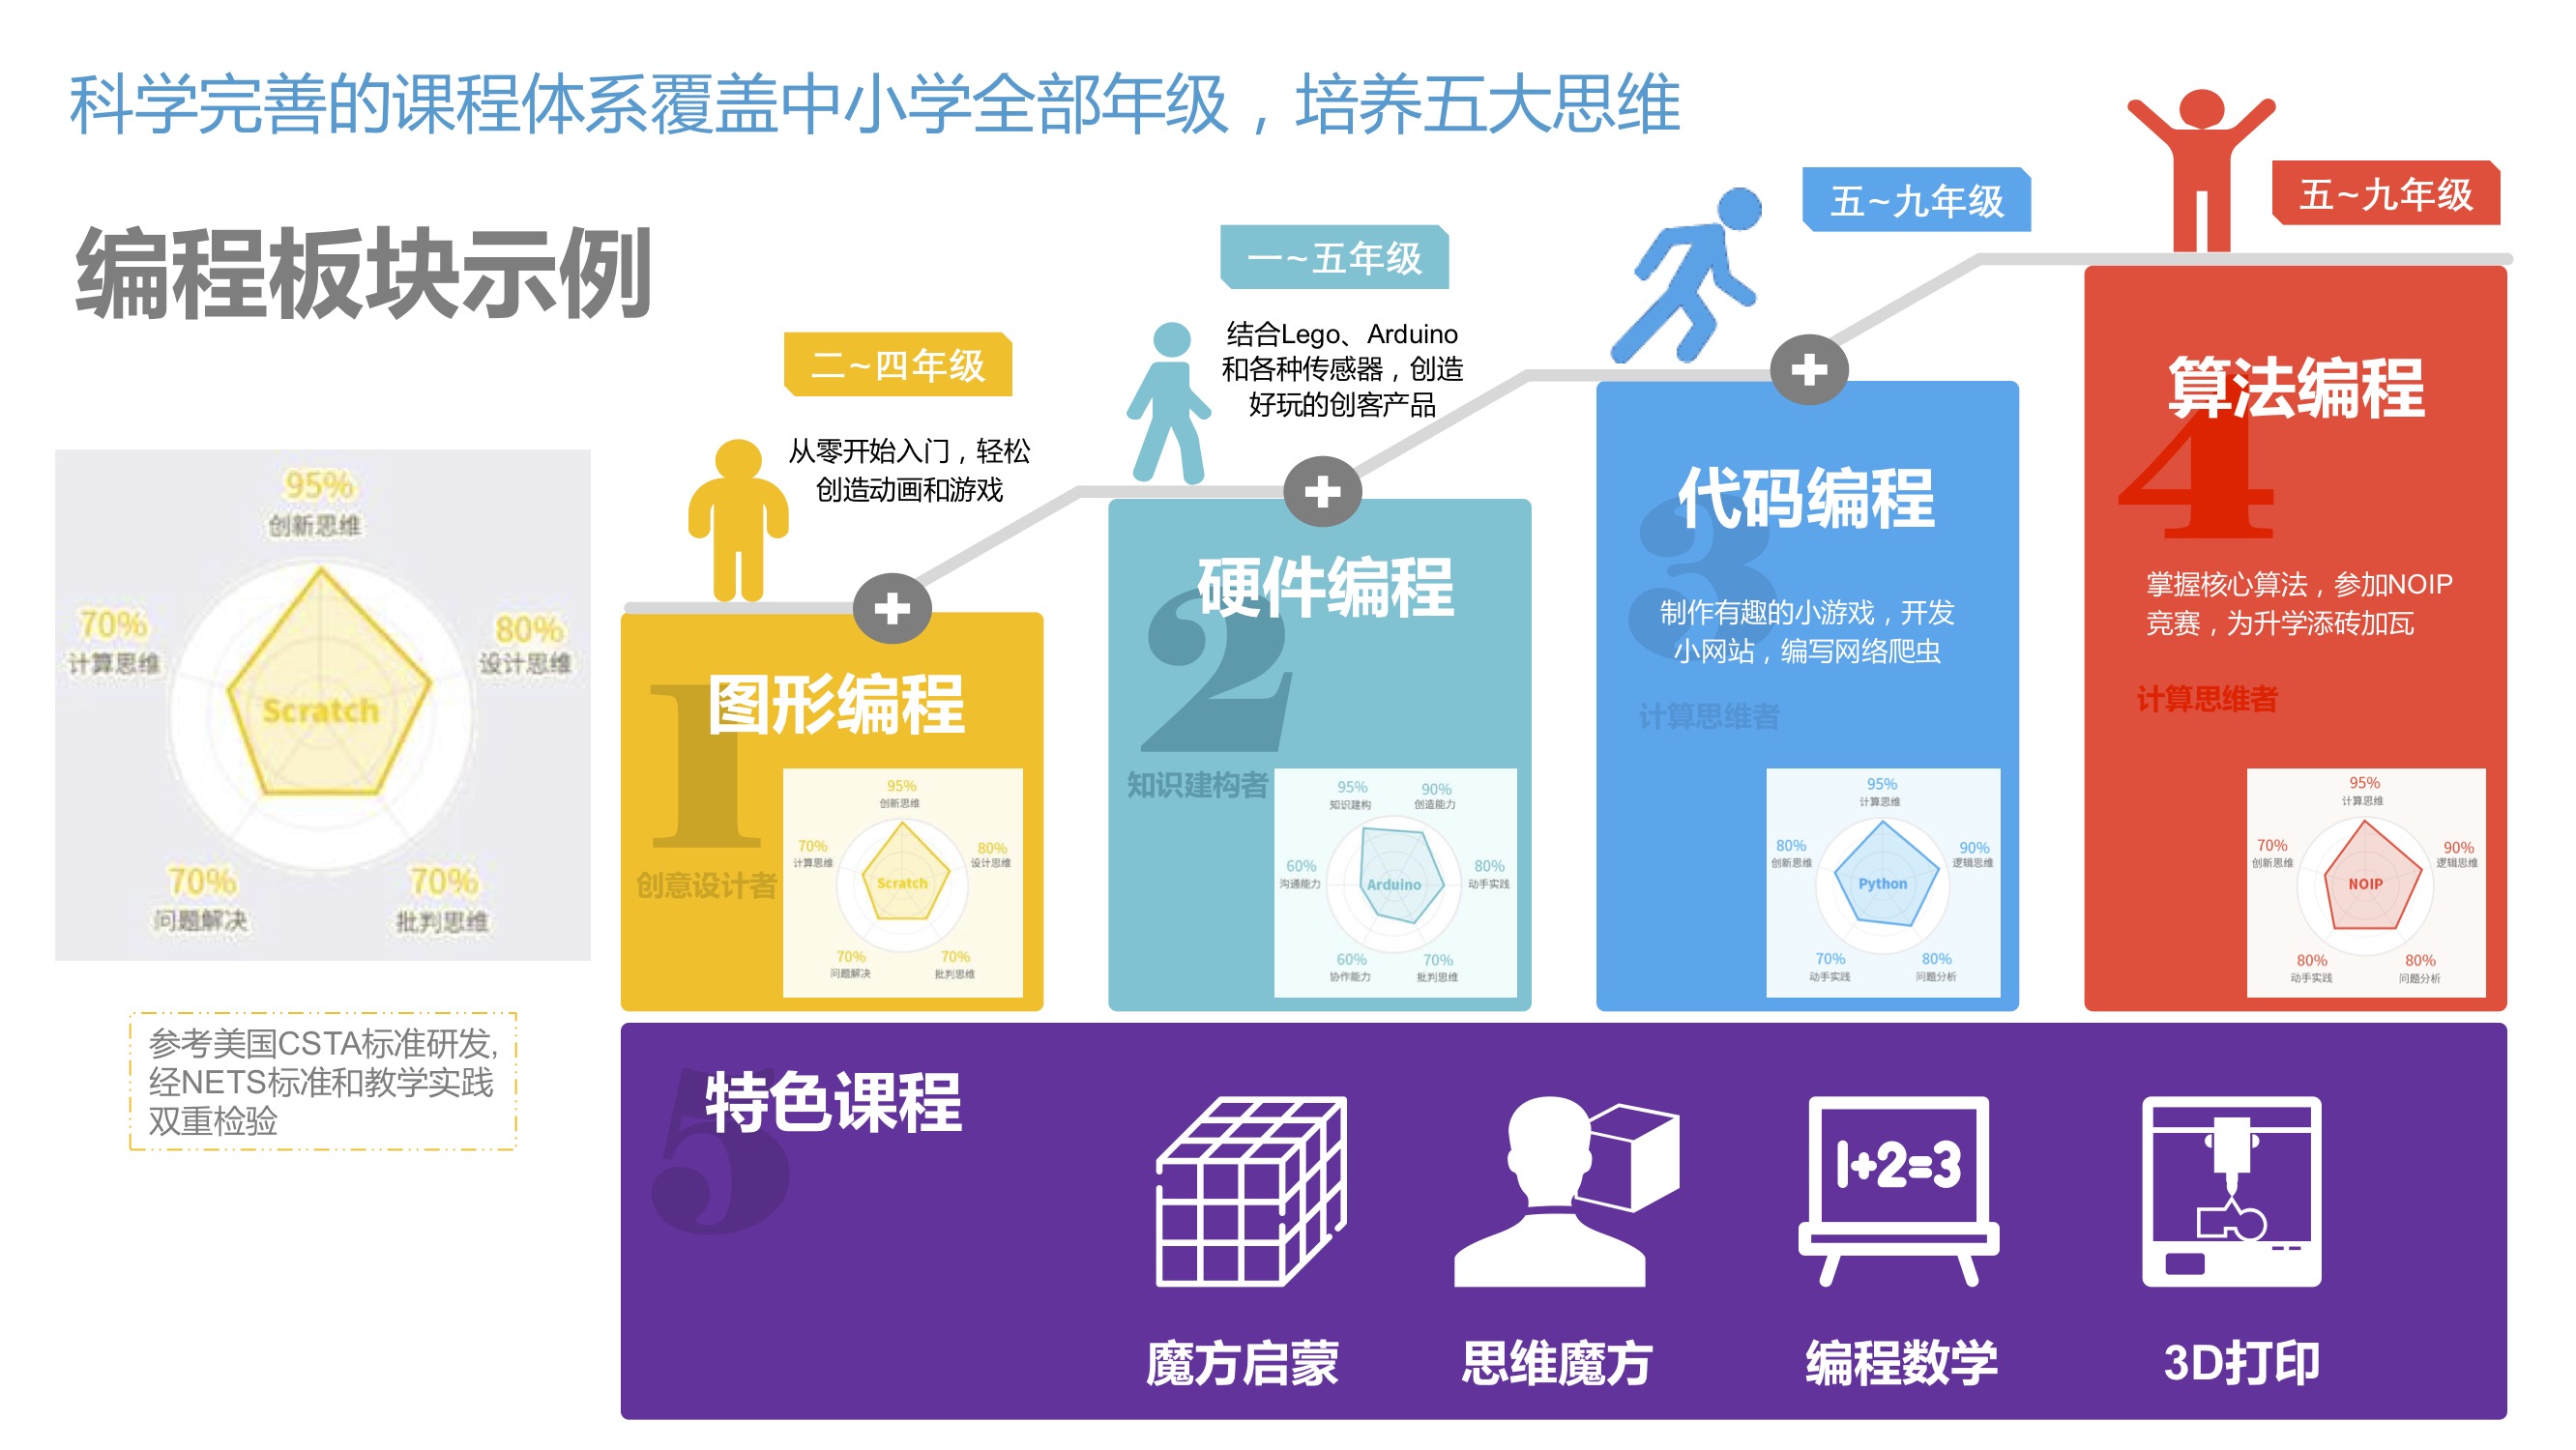 科学完善的课程体系覆盖中小学全部年级，培养五大思维
编程板块示例
95%
创新思维
70%
计算思维
80%
设计思维
Scratch
70%
问题解决
70%
批判思维
参考美国CSTA标准研发,
经NETS标准和教学实践
双重检验
二~四年级
从零开始入门，轻松
创造动画和游戏
1
图形编程
创意设计者
95%
创新思维
70%
计算思维
80%
设计思维
Scratch
70%
问题解决
70%
批判思维
一~五年级
结合Lego、Arduino
和各种传感器，创造
好玩的创客产品
2
硬件编程
知识建构者
95%
知识建构
90%
创造能力
60%
沟通能力
80%
动手实践
Arduino
60%
协作能力
70%
批判思维
五~九年级
3
代码编程
制作有趣的小游戏，开发
小网站，编写网络爬虫
计算思维者
95%
计算思维
80%
创新思维
90%
逻辑思维
Python
70%
动手实践
80%
问题分析
五~九年级
4
算法编程
掌握核心算法，参加NOIP
竞赛，为升学添砖加瓦
计算思维者
95%
计算思维
70%
创新思维
90%
逻辑思维
NOIP
80%
动手实践
80%
问题分析
5
特色课程
1+2=3
魔方启蒙
思维魔方
编程数学
3D打印